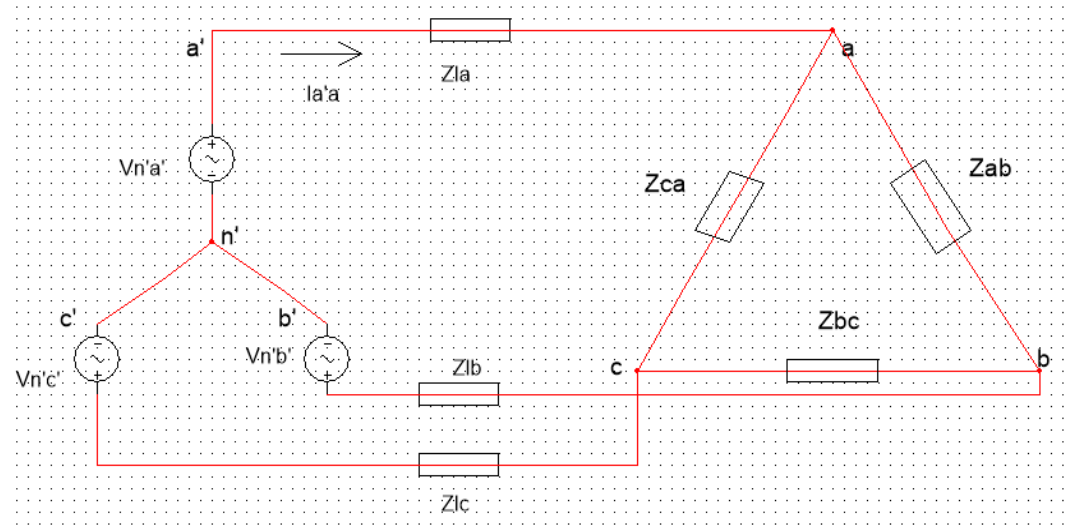 a'
a
Zla
Ia'a
Vn'a'
Zca
Zab
n'
c'
b'
Zbc
Vn'b'
Vn'c'
Zlb
c
b
Zlc